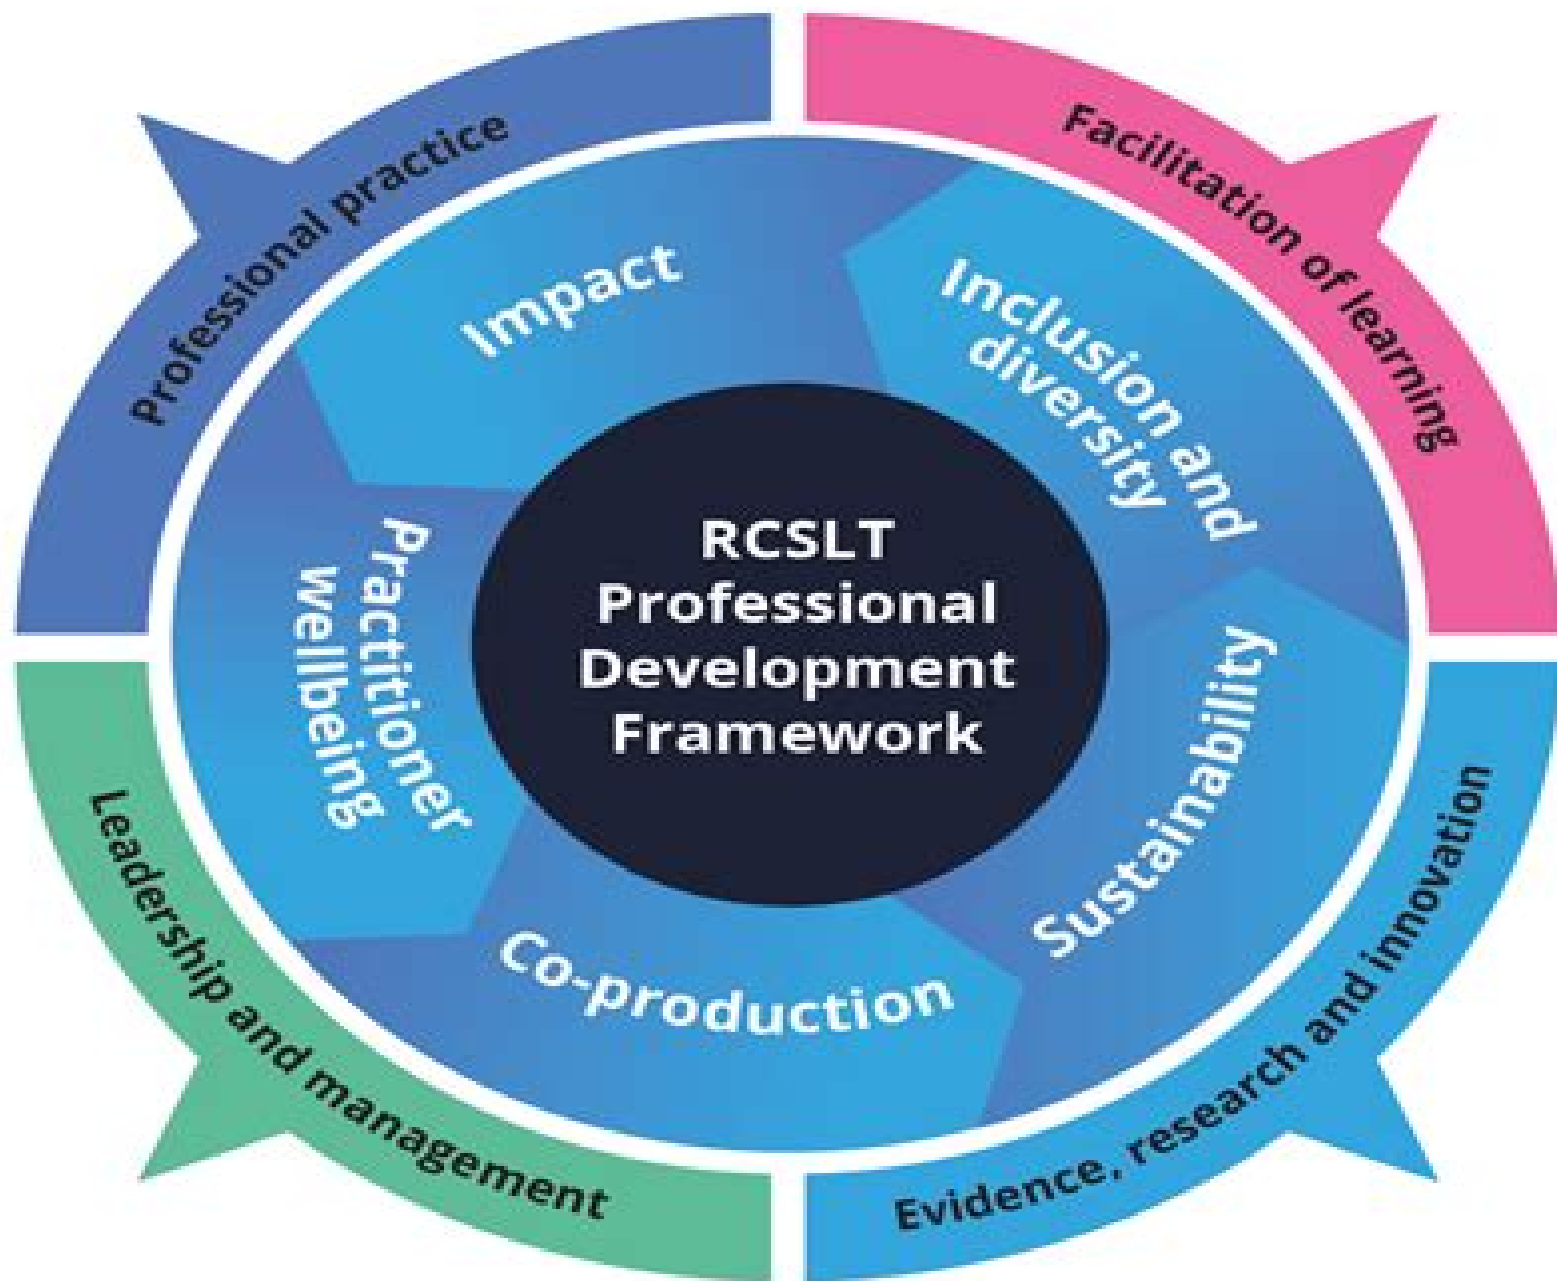 Professional practice
Facilitation of learning
Impact
Inclusion and
diversity
RCSLT
Professional
Development
Framework
Practitioner
wellbeing
Sustainability
Co-production
Leadership and management
Evidence, research and innovation